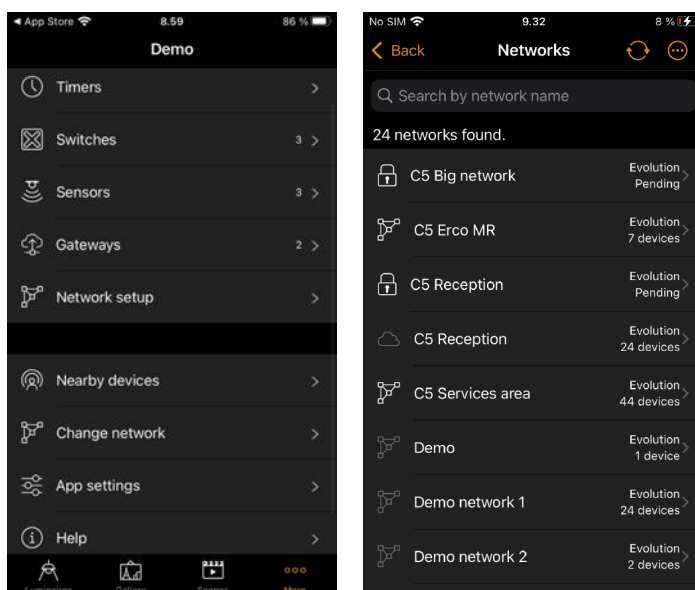 App Store 8.59 86 %
Demo
Timers
Switches 3
Sensors 3
Gateways 2
Network setup
Nearby devices
Change network
App settings
Help
Luminaires Gallery Scenes More
No SIM 9.32 8 %
Back Networks
Search by network name
24 networks found.
C5 Big network Evolution
Pending
C5 Erco MR Evolution
7 devices
C5 Reception Evolution
Pending
C5 Reception Evolution
24 devices
C5 Services area Evolution
44 devices
Demo Evolution
1 device
Demo network 1 Evolution
24 devices
Demo network 2 Evolution
2 devices